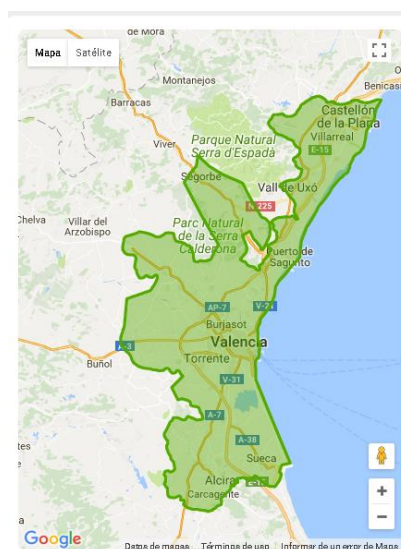 de Mora
Mapa
Satélite
Montanejos
Benicasi
Barracas
Castellón
de la Plana
Parque Natural
Serra d'Espadà
Villarreal
Viver
E-15
Segorbe
Vall de Uxó
N-225
Chelva
Villar del
Arzobispo
Parc Natural
de la Serra
Calderona
Puerto de
Sagunto
AP-7
V-21
Burjasot
Valencia
A-3
Buñol
Torrente
V-31
A-7
A-38
Sueca
tes
Alcira
Carcagente
a
Google
Datos de mapas
Términos de uso
Informar de un error de Maps